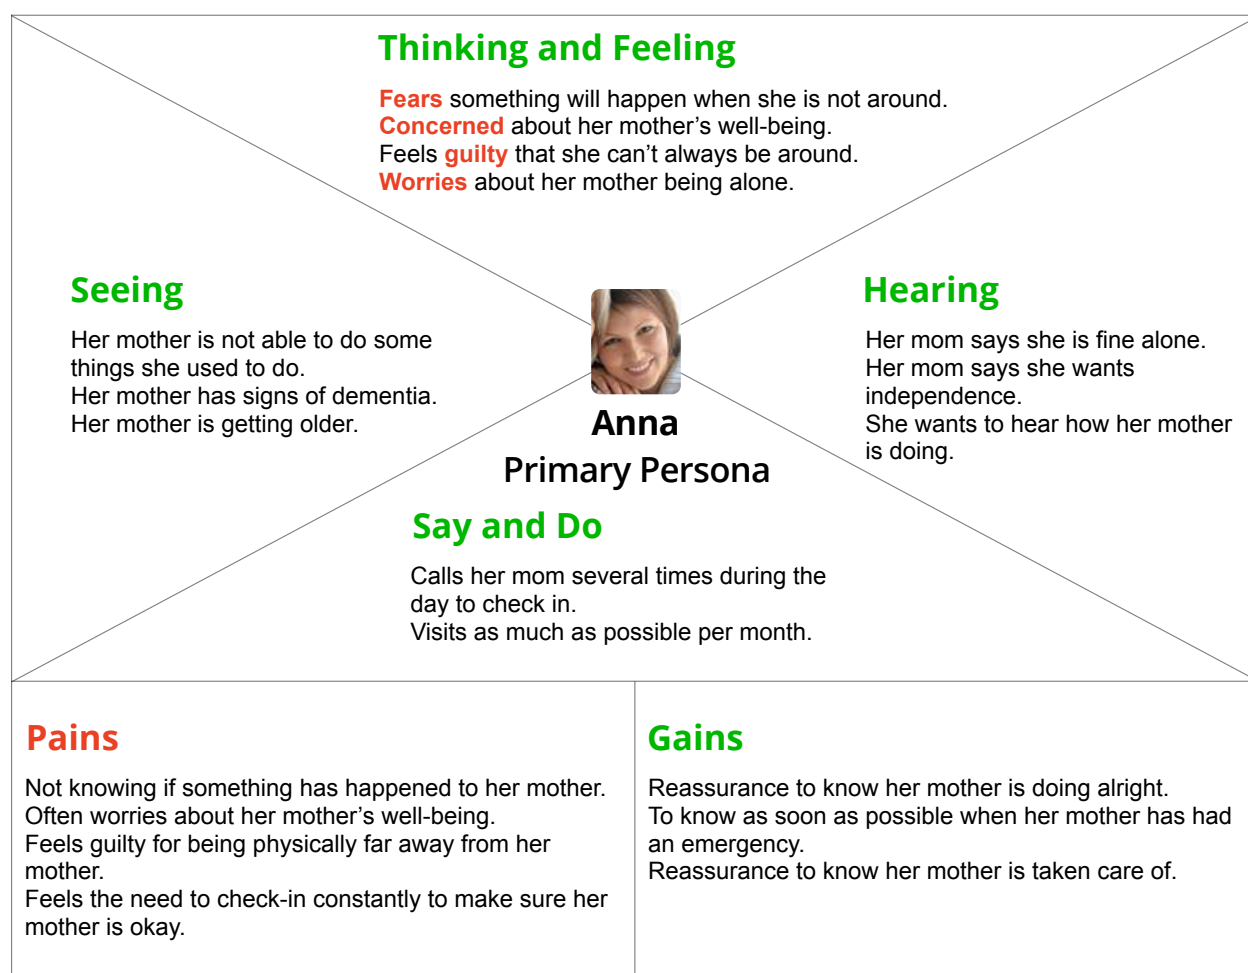 Thinking and Feeling
Fears something will happen when she is not around.
Concerned about her mother’s well-being.
Feels guilty that she can’t always be around.
Worries about her mother being alone.
Seeing
Her mother is not able to do some
things she used to do.
Her mother has signs of dementia.
Her mother is getting older.
Hearing
Her mom says she is fine alone.
Her mom says she wants
independence.
She wants to hear how her mother
is doing.
Anna
Primary Persona
Say and Do
Calls her mom several times during the
day to check in.
Visits as much as possible per month.
Pains
Not knowing if something has happened to her mother.
Often worries about her mother’s well-being.
Feels guilty for being physically far away from her
mother.
Feels the need to check-in constantly to make sure her
mother is okay.
Gains
Reassurance to know her mother is doing alright.
To know as soon as possible when her mother has had
an emergency.
Reassurance to know her mother is taken care of.